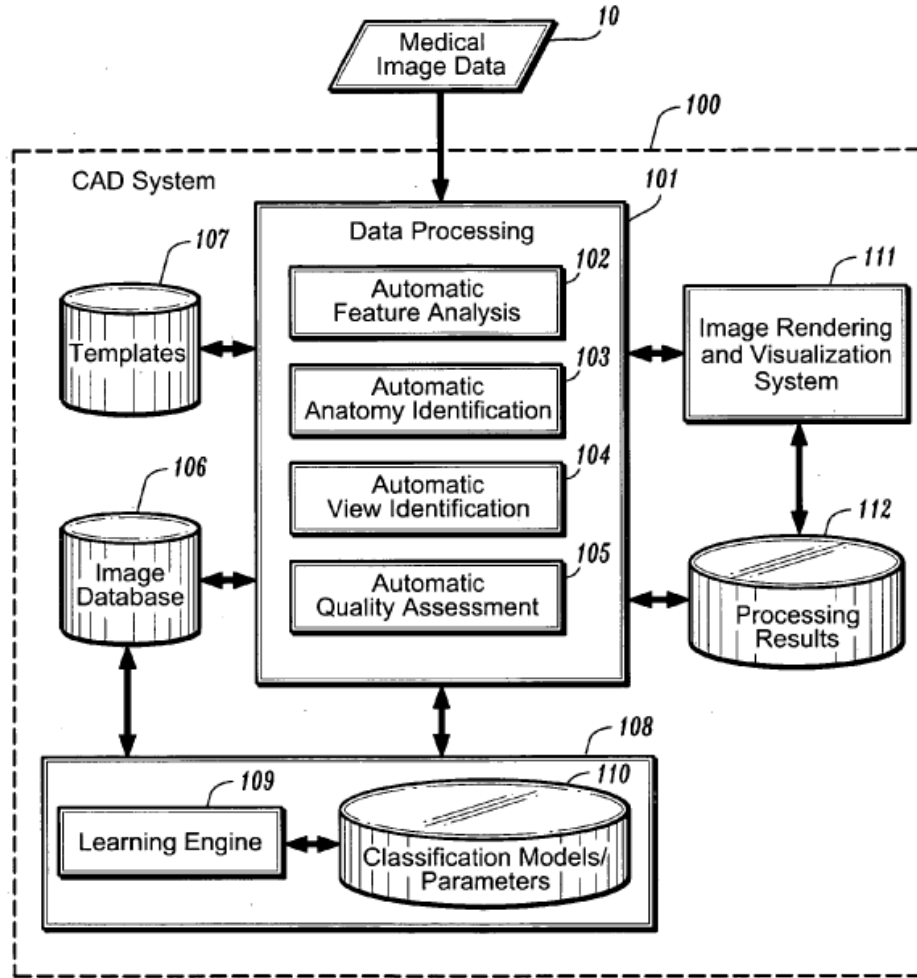 Medical
Image Data
10
100
CAD System
101
Data Processing
107
Templates
102
Automatic
Feature Analysis
103
Automatic
Anatomy Identification
104
Automatic
View Identification
105
Automatic
Quality Assessment
111
Image Rendering
and Visualization
System
106
Image
Database
112
Processing
Results
108
109
Learning Engine
110
Classification Models/
Parameters